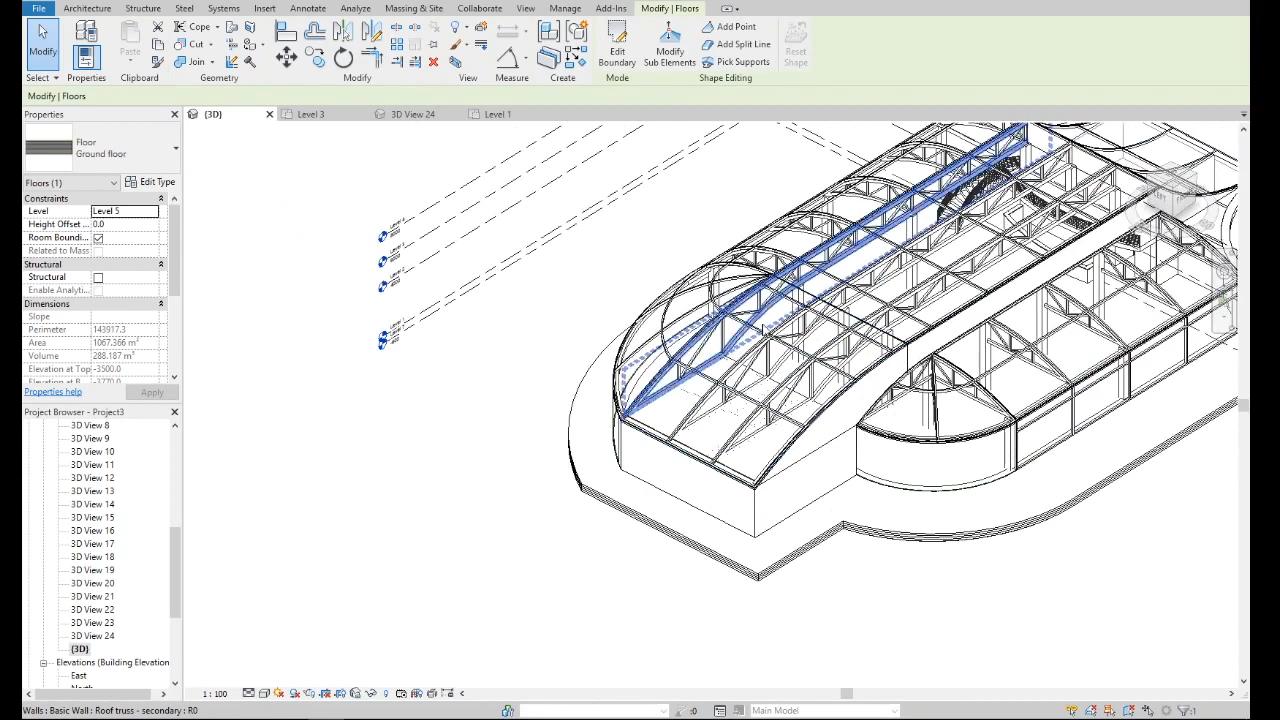 File Architecture Structure Steel Systems Insert Annotate Analyze Massing & Site Collaborate View Manage Add-Ins Modify | Floors
Modify
Paste
Cope
Cut
Join
Edit Boundary
Modify Sub Elements
Add Point
Add Split Line
Pick Supports
Reset Shape
Select Properties Clipboard Geometry Modify View Measure Create Mode Shape Editing
Modify | Floors
Properties
{3D} Level 3 3D View 24 Level 1
Floor
Ground floor
Floors (1) Edit Type
Constraints
Level Level 5
Height Offset ... 0.0
Room Boundi...
Related to Mass
Structural
Structural
Enable Analyti...
Dimensions
Slope
Perimeter 143917.3
Area 1067.366 m²
Volume 288.187 m³
Elevation at Top -3500.0
Elevation at B... -3770.0
Properties help Apply
Project Browser - Project3
3D View 8
3D View 9
3D View 10
3D View 11
3D View 12
3D View 13
3D View 14
3D View 15
3D View 16
3D View 17
3D View 18
3D View 19
3D View 20
3D View 21
3D View 22
3D View 23
3D View 24
{3D}
Elevations (Building Elevation
East
North
1 : 100
Walls : Basic Wall : Roof truss - secondary : R0 :0 Main Model :1